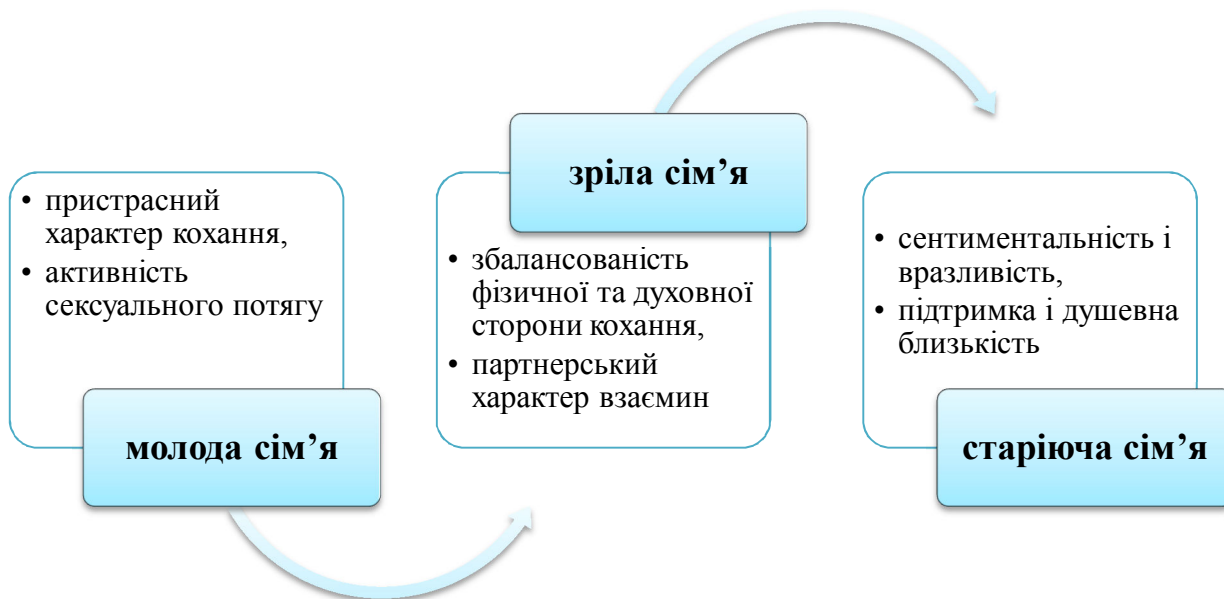 • пристрасний
характер кохання,
• активність
сексуального потягу
молода сім’я
зріла сім’я
• збалансованість
фізичної та духовної
сторони кохання,
• партнерський
характер взаємин
• сентиментальність і
вразливість,
• підтримка і душевна
близькість
старіюча сім’я